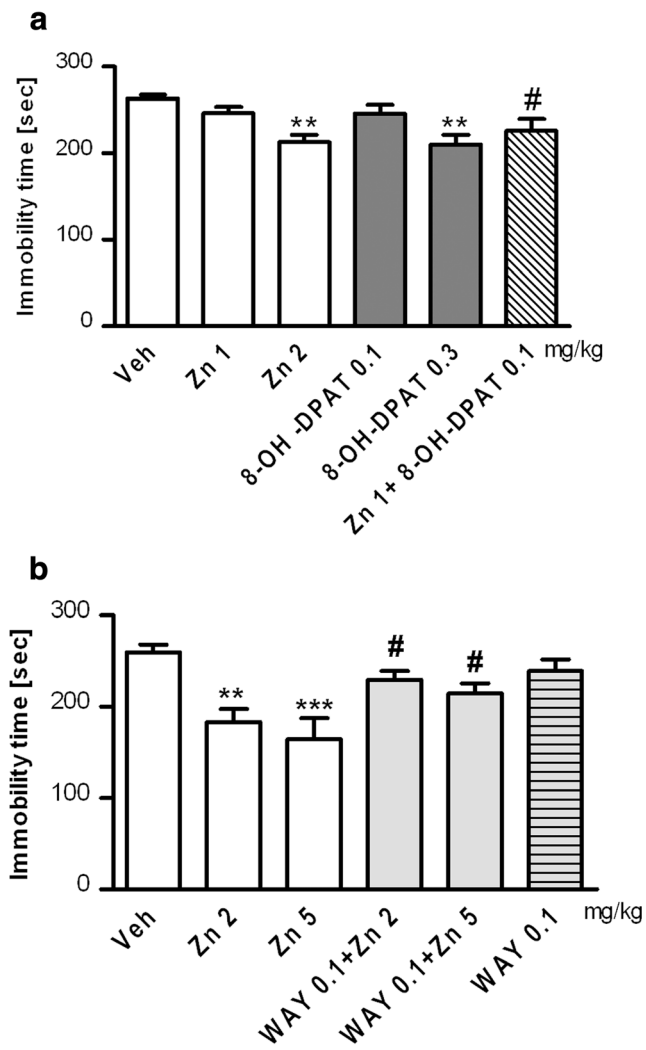 a
Immobility time [sec]
300
200
100
0
**
**
#
Veh
Zn 1
Zn 2
8-OH -DPAT 0.1
8-OH-DPAT 0.3
Zn 1+ 8-OH-DPAT 0.1
mg/kg
b
Immobility time [sec]
300
200
100
0
**
***
#
#
Veh
Zn 2
Zn 5
WAY 0.1+Zn 2
WAY 0.1+Zn 5
WAY 0.1
mg/kg